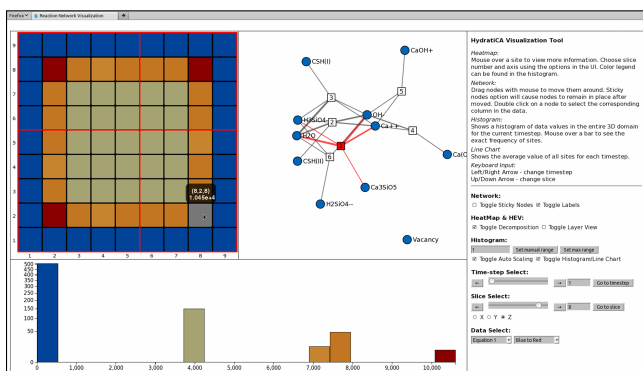 Firefox
Reaction Network Visualization
9
8
7
6
5
4
3
2
1
1 2 3 4 5 6 7 8 9
(8,2,8)
1.045e+4
CaOH+
CSH(I)
5
3
OH-
H3SiO4-
2
Ca++
4
H2O
Ca(O
6
CSH(II)
Ca3SiO5
H2SiO4--
Vacancy
500
450
400
350
300
250
200
150
100
50
0
0 1,000 2,000 3,000 4,000 5,000 6,000 7,000 8,000 9,000 10,000
HydratiCA Visualization Tool
Heatmap:
Mouse over a site to view more information. Choose slice
number and axis using the options in the UI. Color legend
can be found in the histogram.
Network:
Drag nodes with mouse to move them around. Sticky
nodes option will cause nodes to remain in place after
moved. Double click on a node to select the corresponding
column in the data.
Histogram:
Shows a histogram of data values in the entire 3D domain
for the current timestep. Mouse over a bar to see the
exact frequency of sites.
Line Chart
Shows the average value of all sites for each timestep.
Keyboard Input:
Left/Right Arrow - change timestep
Up/Down Arrow - change slice
Network:
Toggle Sticky Nodes Toggle Labels
HeatMap & HEV:
Toggle Decomposition Toggle Layer View
Histogram:
Set manual range Set max range
Toggle Auto Scaling Toggle Histogram/Line Chart
Time-step Select:
← → 1 Go to timestep
Slice Select:
← → 8 Go to slice
X Y Z
Data Select:
Equation 1 Blue to Red